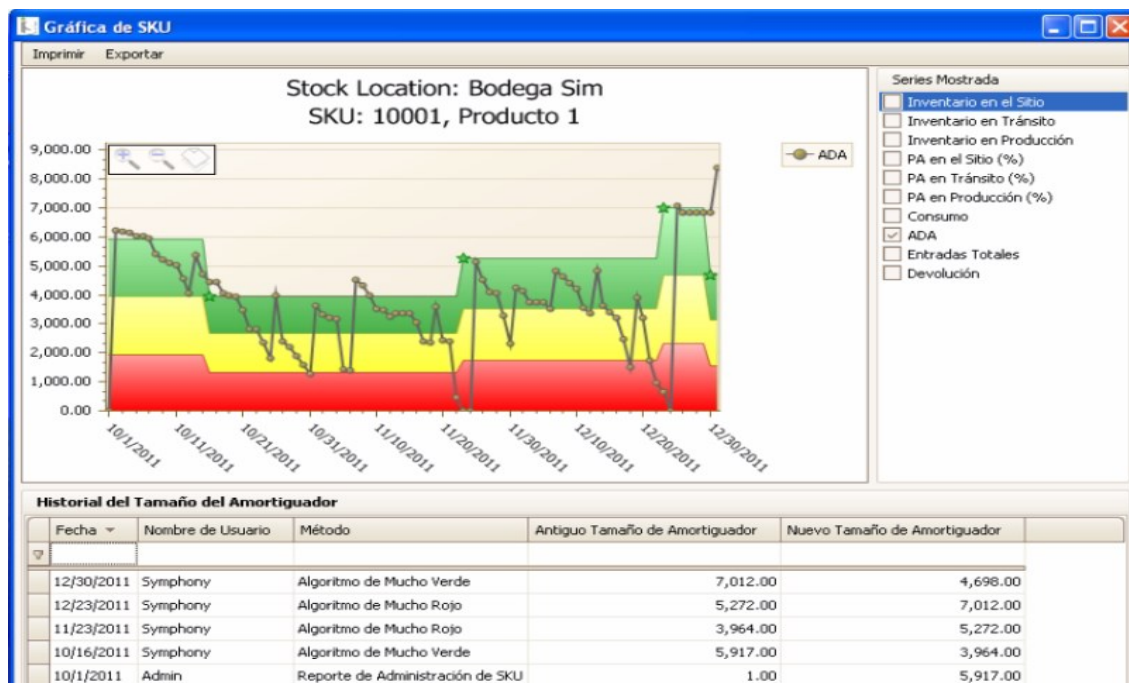 Gráfica de SKU
Imprimir Exportar
Stock Location: Bodega Sim
SKU: 10001, Producto 1
9,000.00
8,000.00
7,000.00
6,000.00
5,000.00
4,000.00
3,000.00
2,000.00
1,000.00
0.00
10/1/2011 10/11/2011 10/21/2011 10/31/2011 11/10/2011 11/20/2011 11/30/2011 12/10/2011 12/20/2011 12/30/2011
ADA
Series Mostrada
Inventario en el Sitio
Inventario en Tránsito
Inventario en Producción
PA en el Sitio (%)
PA en Tránsito (%)
PA en Producción (%)
Consumo
ADA
Entradas Totales
Devolución
Historial del Tamaño del Amortiguador
Fecha Nombre de Usuario Método Antiguo Tamaño de Amortiguador Nuevo Tamaño de Amortiguador
12/30/2011 Symphony Algoritmo de Mucho Verde 7,012.00 4,698.00
12/23/2011 Symphony Algoritmo de Mucho Rojo 5,272.00 7,012.00
11/23/2011 Symphony Algoritmo de Mucho Rojo 3,964.00 5,272.00
10/16/2011 Symphony Algoritmo de Mucho Verde 5,917.00 3,964.00
10/1/2011 Admin Reporte de Administración de SKU 1.00 5,917.00